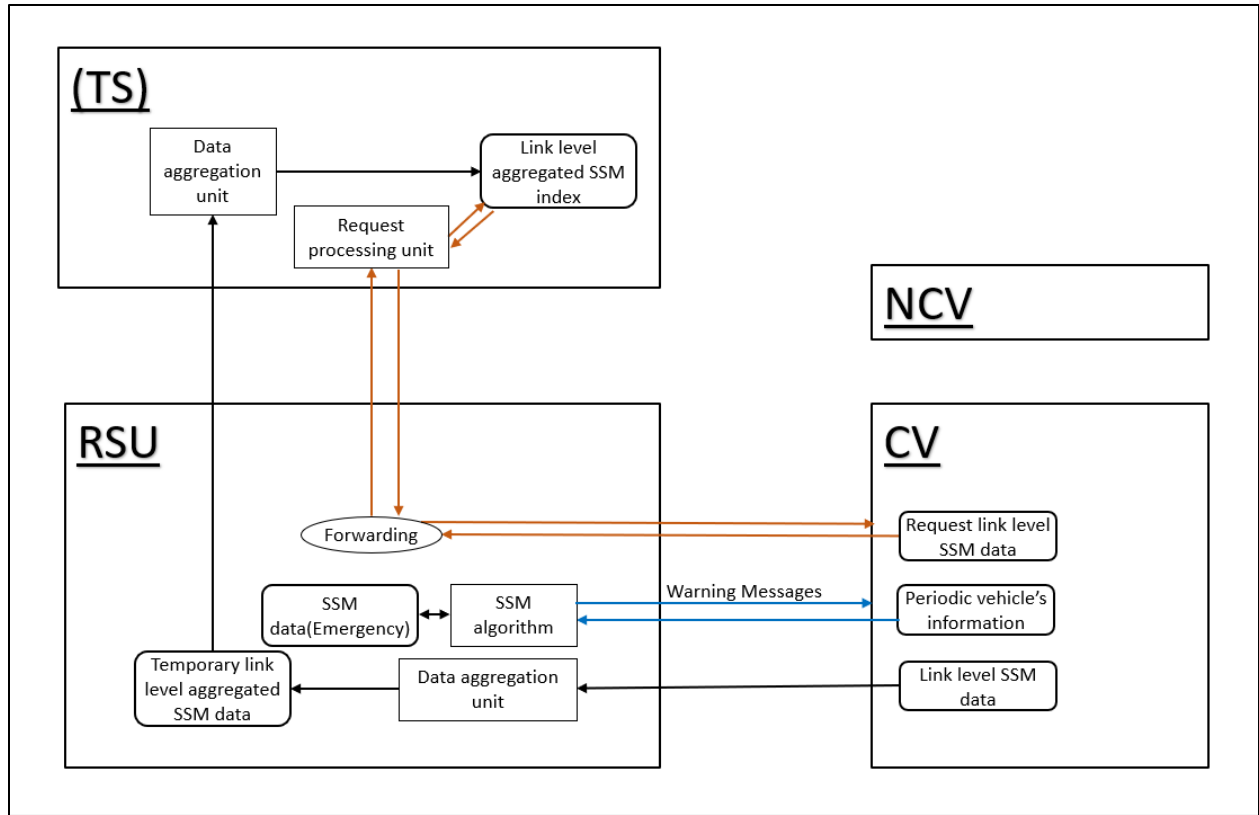 (TS)
Data
aggregation
unit
Link level
aggregated SSM
index
Request
processing unit
NCV
RSU
CV
Forwarding
Request link level
SSM data
SSM
data(Emergency)
SSM
algorithm
Warning Messages
Periodic vehicle's
information
Temporary link
level aggregated
SSM data
Data aggregation
unit
Link level SSM
data